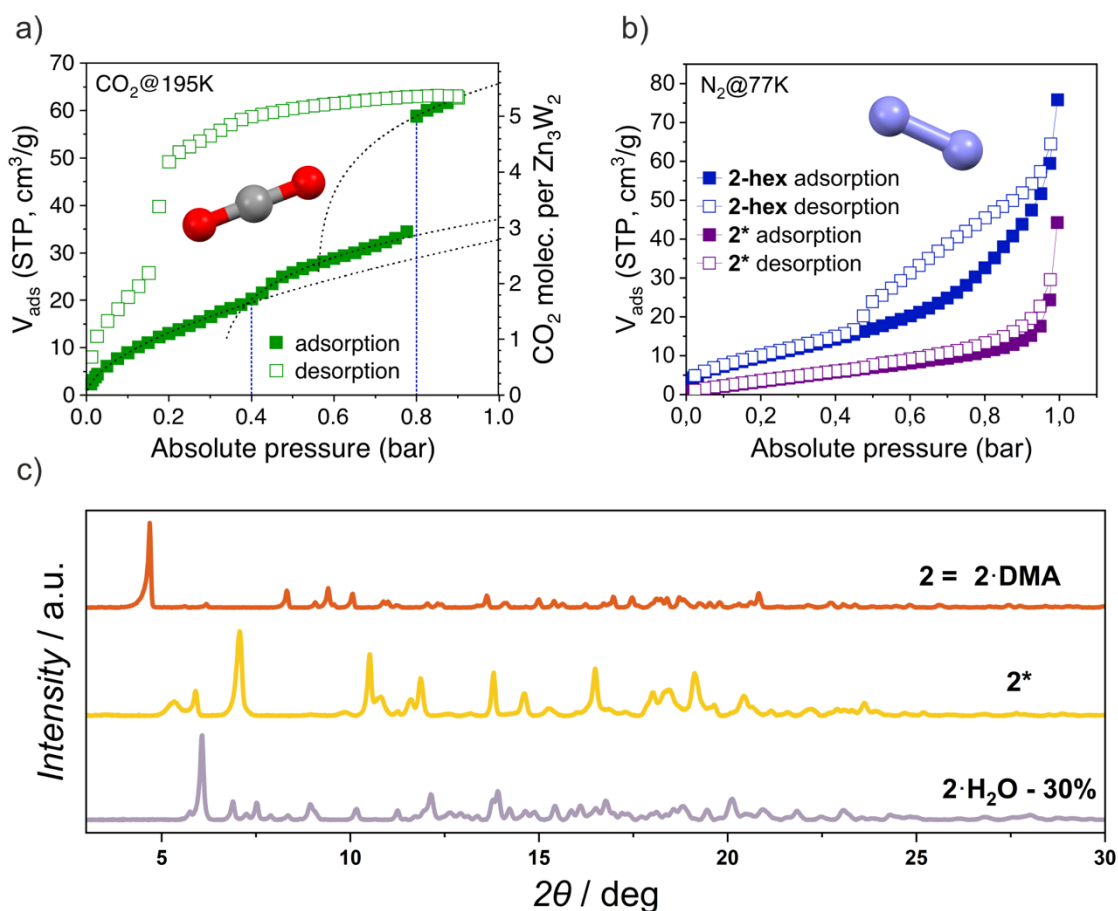 a)
CO₂@195K
V_ads (STP, cm³/g)
70
60
50
40
30
20
10
0
0.0 0.2 0.4 0.6 0.8 1.0
Absolute pressure (bar)
adsorption
desorption
5
4
3
2
1
0
CO₂ molec. per Zn₃W₂
b)
N₂@77K
V_ads (STP, cm³/g)
80
70
60
50
40
30
20
10
0
2-hex adsorption
2-hex desorption
2* adsorption
2* desorption
0,0 0,2 0,4 0,6 0,8 1,0
Absolute pressure (bar)
c)
Intensity / a.u.
2 = 2·DMA
2*
2·H₂O - 30%
5 10 15 20 25 30
2θ / deg